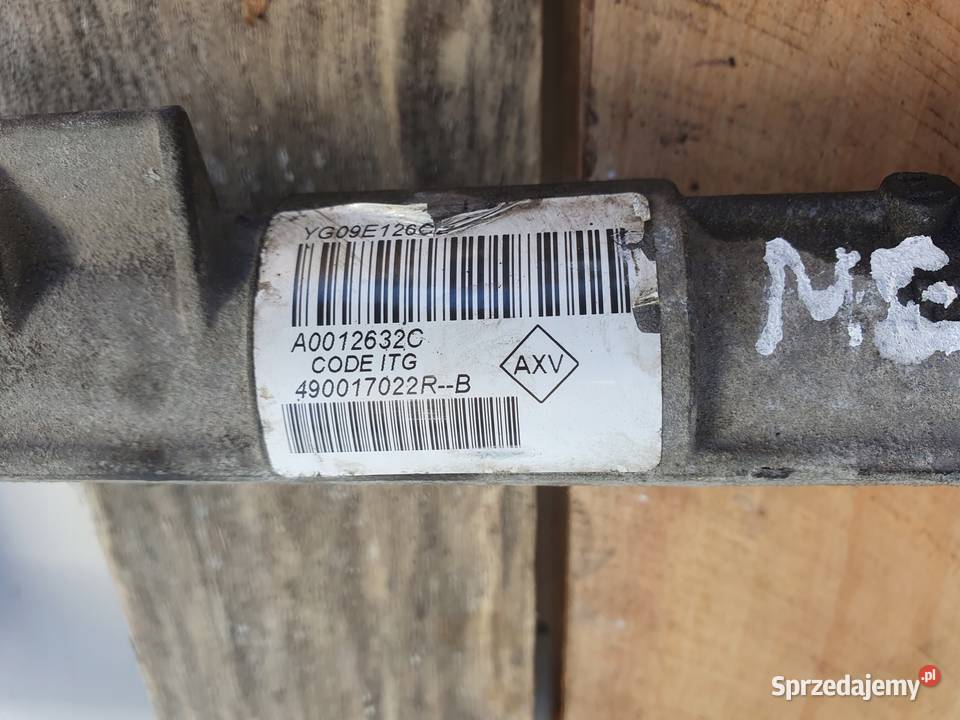 YG09E126C
A0012632C
CODE ITG
490017022R--B
AXV
M.E
Sprzedajemy.pl